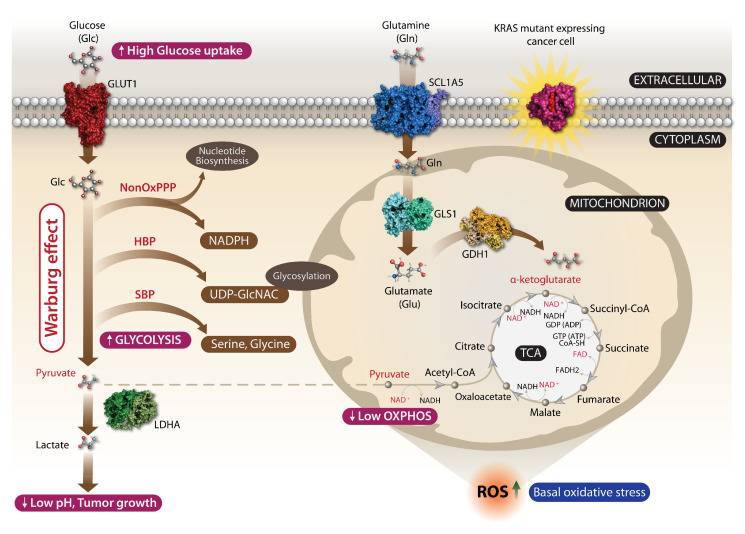 Glucose
(Glc)
↑ High Glucose uptake
GLUT1
Glutamine
(Gln)
SCL1A5
KRAS mutant expressing
cancer cell
EXTRACELLULAR
CYTOPLASM
Nucleotide
Biosynthesis
Glc
NonOxPPP
NADPH
HBP
UDP-GlcNAC
Glycosylation
SBP
Serine, Glycine
↑ GLYCOLYSIS
Warburg effect
Pyruvate
LDHA
Lactate
↓ Low pH, Tumor growth
Gln
GLS1
MITOCHONDRION
GDH1
Glutamate
(Glu)
α-ketoglutarate
Isocitrate
NAD⁺
NADH
NAD⁺
NADH
Succinyl-CoA
GDP (ADP)
GTP (ATP)
CoA-SH
Citrate
TCA
Succinate
FAD
FADH2
Pyruvate
Acetyl-CoA
NAD⁺
NADH
Oxaloacetate
NADH
NAD⁺
Malate
Fumarate
↓ Low OXPHOS
ROS ↑
Basal oxidative stress